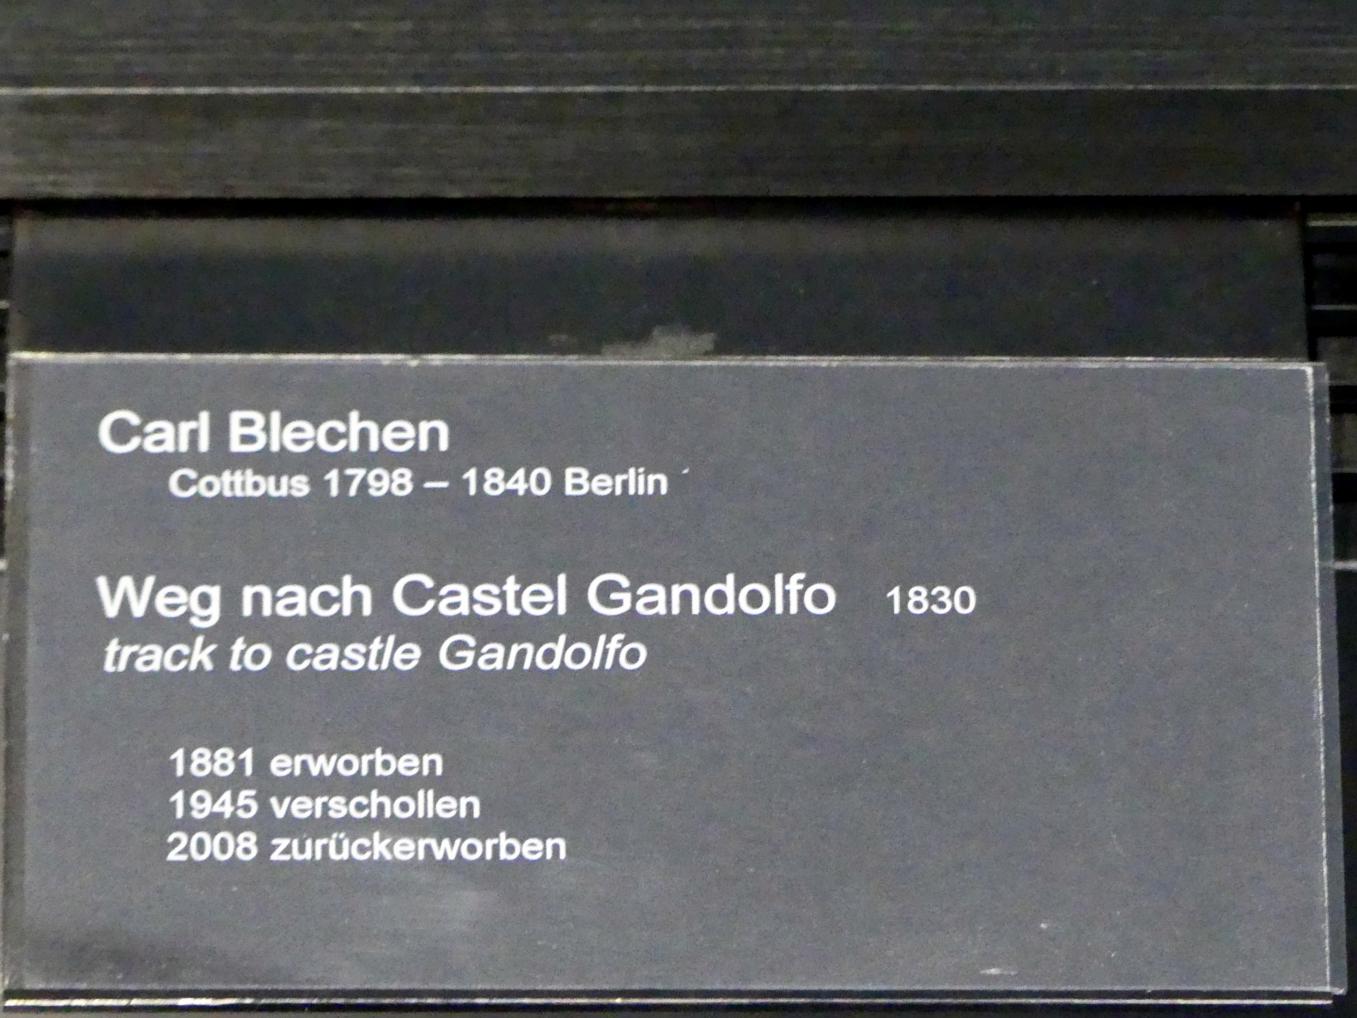 Carl Blechen
Cottbus 1798 – 1840 Berlin
Weg nach Castel Gandolfo 1830
track to castle Gandolfo
1881 erworben
1945 verschollen
2008 zurückerworben